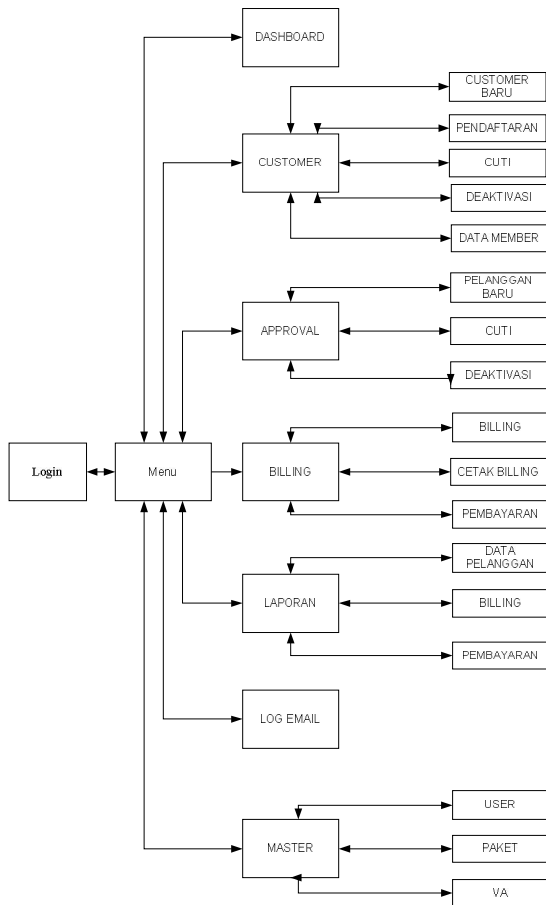 DASHBOARD
CUSTOMER
BARU
PENDAFTARAN
CUSTOMER
CUTI
DEAKTIVASI
DATA MEMBER
PELANGGAN
BARU
APPROVAL
CUTI
DEAKTIVASI
BILLING
Login
Menu
BILLING
CETAK BILLING
PEMBAYARAN
DATA
PELANGGAN
LAPORAN
BILLING
PEMBAYARAN
LOG EMAIL
USER
MASTER
PAKET
VA